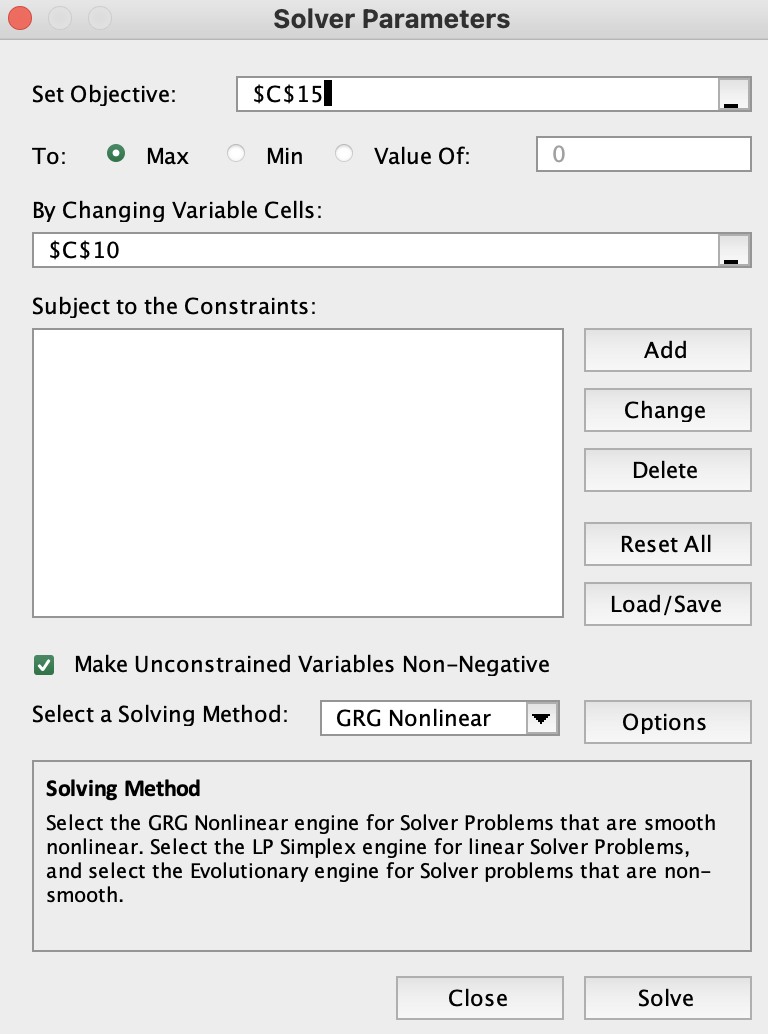 Solver Parameters
Set Objective: $C$15
To: Max Min Value Of: 0
By Changing Variable Cells:
$C$10
Subject to the Constraints:
Add
Change
Delete
Reset All
Load/Save
Make Unconstrained Variables Non-Negative
Select a Solving Method: GRG Nonlinear Options
Solving Method
Select the GRG Nonlinear engine for Solver Problems that are smooth
nonlinear. Select the LP Simplex engine for linear Solver Problems,
and select the Evolutionary engine for Solver problems that are non-
smooth.
Close Solve